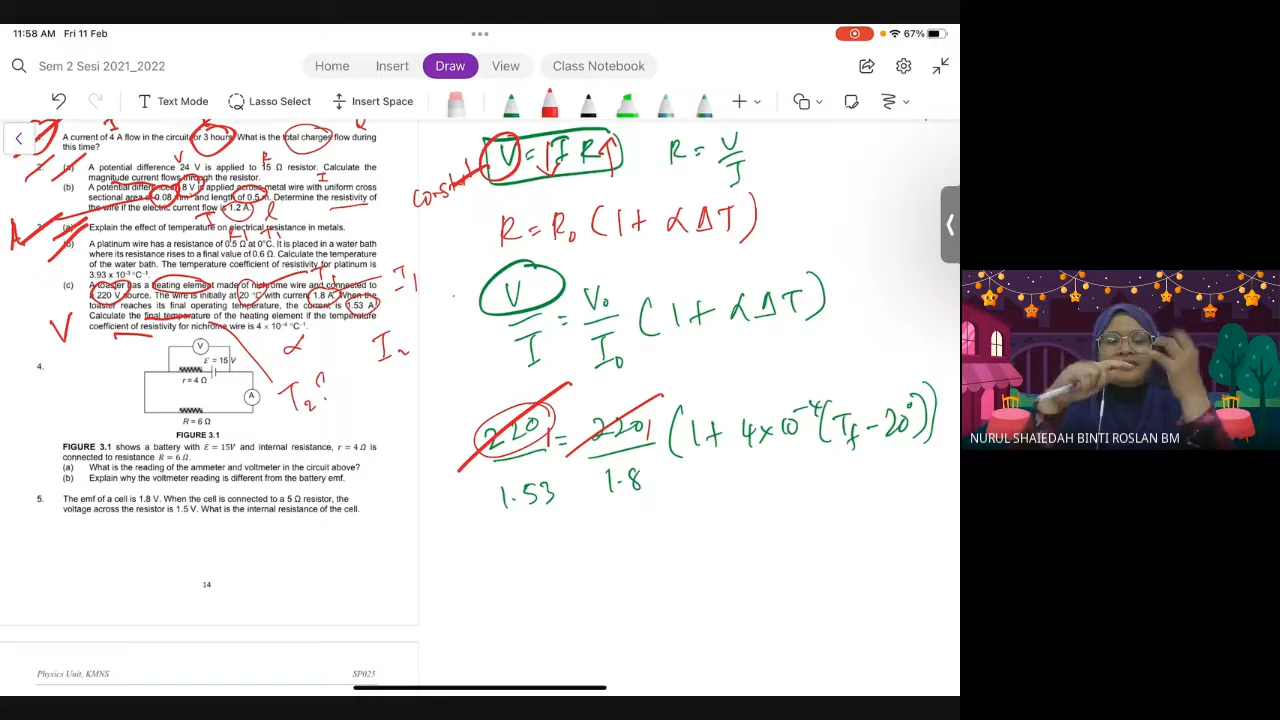 11:58 AM Fri 11 Feb
67%
Sem 2 Sesi 2021_2022
Home Insert Draw View Class Notebook
Text Mode Lasso Select Insert Space
A current of 4 A flow in the circuit for 3 hours. What is the total charges flow during
this time?
(a) A potential difference 24 V is applied to 15 Ω resistor. Calculate the
magnitude current flows through the resistor.
(b) A potential difference 8 V is applied across metal wire with uniform cross
sectional area of 0.08 and length of 0.5 Determine the resistivity
of the wire if the electric current flow is 1.2 A.
(a) Explain the effect of temperature on electrical resistance in metals.
A platinum wire has a resistance of 0.5 Ω at 0°C. It is placed in a water bath
where its resistance rises to a final value of 0.6 Ω. Calculate the temperature
of the water bath. The temperature coefficient of resistivity for platinum is
3.93 x 10⁻³ °C⁻¹.
(c) A toaster has a heating element made of nichrome wire and connected to
220 V source. The wire is initially at 20 °C with current 1.8 A. When the
toaster reaches its final operating temperature, the current is 1.53 A.
Calculate the final temperature of the heating element if the temperature
coefficient of resistivity for nichrome wire is 4 x 10⁻⁴ °C⁻¹.
V
α
I₂
T₂?
4.
V
ℰ = 15 V
r = 4 Ω
A
R = 6 Ω
FIGURE 3.1
FIGURE 3.1 shows a battery with ℰ = 15V and internal resistance, r = 4 Ω is
connected to resistance R = 6 Ω.
(a) What is the reading of the ammeter and voltmeter in the circuit above?
(b) Explain why the voltmeter reading is different from the battery emf.
5. The emf of a cell is 1.8 V. When the cell is connected to a 5 Ω resistor, the
voltage across the resistor is 1.5 V. What is the internal resistance of the cell.
14
Physics Unit, KMNS SP025
V = ↓I R↑ R = V/I
constant
R = R₀ (1 + αΔT)
V/I = V₀/I₀ (1 + αΔT)
220/1.53 = 220/1.8 (1 + 4×10⁻⁴ (T_f − 20°))
NURUL SHAIEDAH BINTI ROSLAN BM